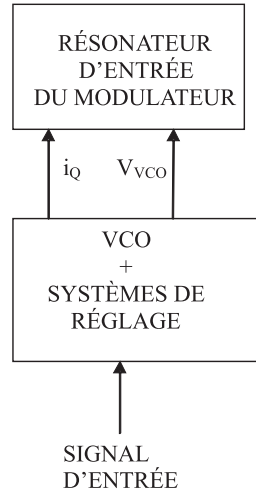 RÉSONATEUR
D'ENTRÉE
DU MODULATEUR
iQ VVCO
VCO
+
SYSTÈMES DE
RÉGLAGE
SIGNAL
D'ENTRÉE